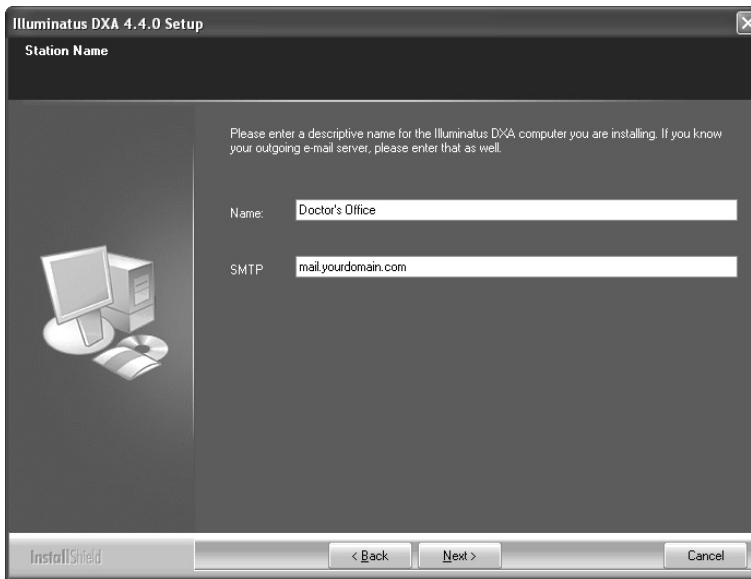 Illuminatus DXA 4.4.0 Setup
Station Name
Please enter a descriptive name for the Illuminatus DXA computer you are installing. If you know
your outgoing e-mail server, please enter that as well.
Name: Doctor's Office
SMTP mail.yourdomain.com
InstallShield
< Back Next > Cancel